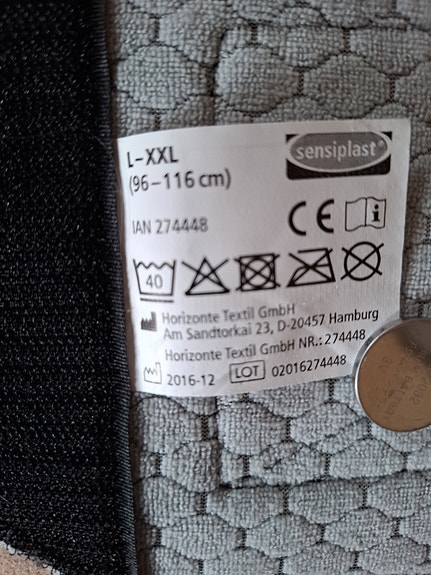 L-XXL
sensiplast®
(96–116 cm)
IAN 274448
CE
40
Horizonte Textil GmbH
Am Sandtorkai 23, D-20457 Hamburg
Horizonte Textil GmbH NR.: 274448
2016-12 LOT 02016274448